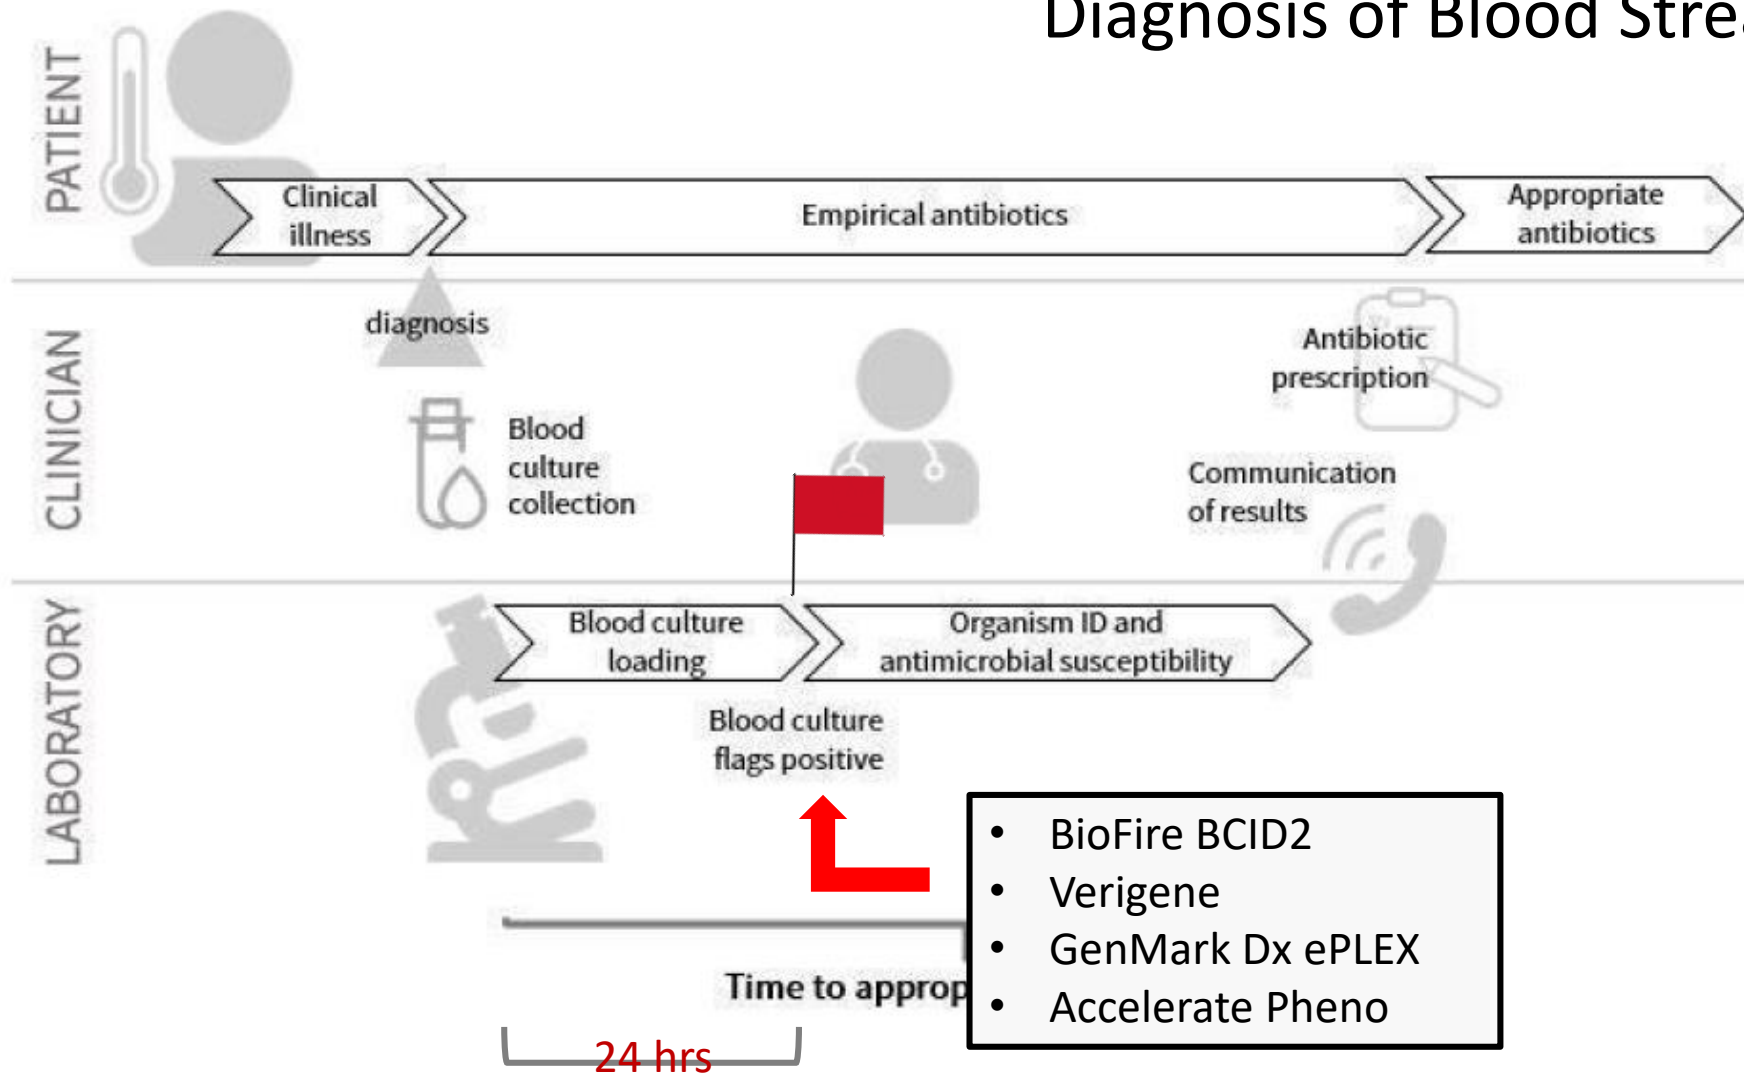 Diagnosis of Blood
PATIENT
Clinical
illness
Empirical antibiotics
Appropriate
antibiotics
CLINICIAN
diagnosis
Blood
culture
collection
Antibiotic
prescription
Communication
of results
LABORATORY
Blood culture
loading
Organism ID and
antimicrobial susceptibility
Blood culture
flags positive
• BioFire BCID2
• Verigene
• GenMark Dx ePLEX
• Accelerate Pheno
Time to
24 hrs